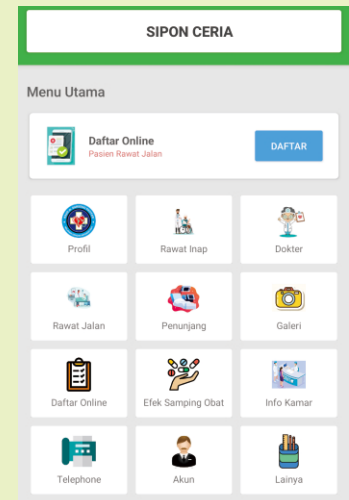 SIPON CERIA
Menu Utama
Daftar Online
Pasien Rawat Jalan
DAFTAR
Profil
Rawat Inap
Dokter
Rawat Jalan
Penunjang
Galeri
Daftar Online
Efek Samping Obat
Info Kamar
Telephone
Akun
Lainya